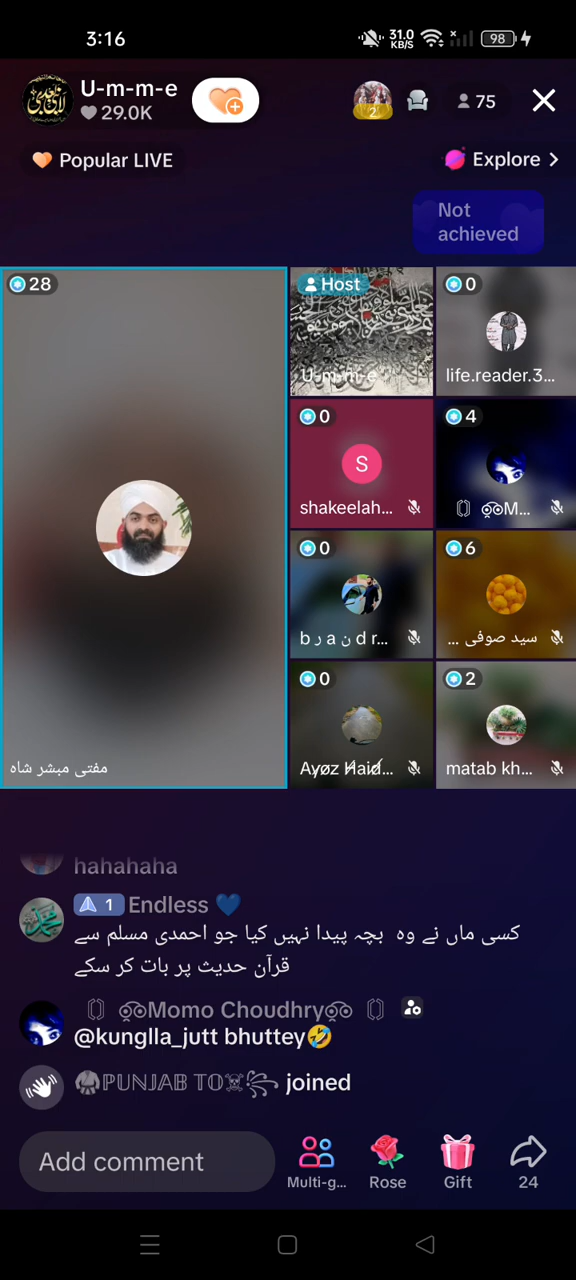 3:16
31.0
KB/S
98
U-m-m-e
29.0K
2
75
Popular LIVE
Explore >
Not
achieved
28
Host
0
U-m-m-e
life.reader.3...
0
4
S
shakeelah...
👁M...
0
6
b ر a ن d r...
سید صوفی ...
0
2
مفتی مبشر شاہ
Ayøz Haid...
matab kh...
hahahaha
1 Endless 💙
کسی ماں نے وہ بچہ پیدا نہیں کیا جو احمدی مسلم سے
قرآن حدیث پر بات کر سکے
Momo Choudhry
@kunglla_jutt bhuttey🤣
ℙ𝕌ℕ𝕁𝔸𝔹 𝕋𝕆☠ joined
Add comment
Multi-g...
Rose
Gift
24